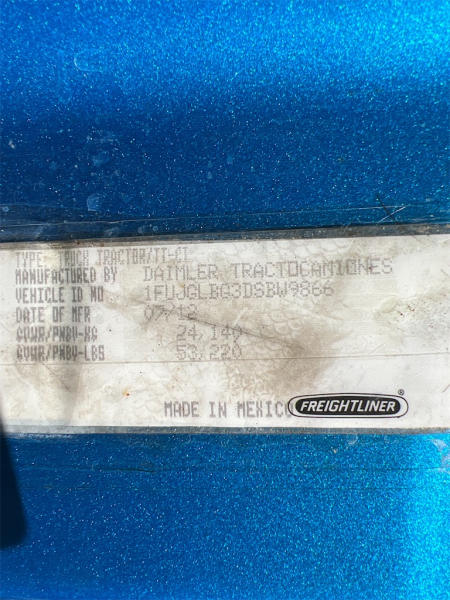 TYPE TRUCK TRACTOR/TT-CI
MANUFACTURED BY DAIMLER TRACTOCAMIONES
VEHICLE ID NO 1FUJGLBG3DSBW9866
DATE OF MFR 07/12
GVWR/PNBV-KG 24,140
GVWR/PNBV-LBS 53,220
MADE IN MEXICO FREIGHTLINER®